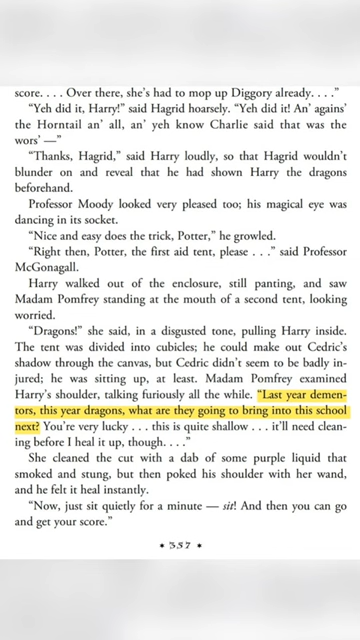 score. . . . Over there, she’s had to mop up Diggory already. . . .”
“Yeh did it, Harry!” said Hagrid hoarsely. “Yeh did it! An’ agains’
the Horntail an’ all, an’ yeh know Charlie said that was the
wors’ —”
“Thanks, Hagrid,” said Harry loudly, so that Hagrid wouldn’t
blunder on and reveal that he had shown Harry the dragons
beforehand.
Professor Moody looked very pleased too; his magical eye was
dancing in its socket.
“Nice and easy does the trick, Potter,” he growled.
“Right then, Potter, the first aid tent, please . . .” said Professor
McGonagall.
Harry walked out of the enclosure, still panting, and saw
Madam Pomfrey standing at the mouth of a second tent, looking
worried.
“Dragons!” she said, in a disgusted tone, pulling Harry inside.
The tent was divided into cubicles; he could make out Cedric’s
shadow through the canvas, but Cedric didn’t seem to be badly in-
jured; he was sitting up, at least. Madam Pomfrey examined
Harry’s shoulder, talking furiously all the while. “Last year demen-
tors, this year dragons, what are they going to bring into this school
next? You’re very lucky . . . this is quite shallow . . . it’ll need clean-
ing before I heal it up, though. . . .”
She cleaned the cut with a dab of some purple liquid that
smoked and stung, but then poked his shoulder with her wand,
and he felt it heal instantly.
“Now, just sit quietly for a minute — sit! And then you can go
and get your score.”
• 357 •